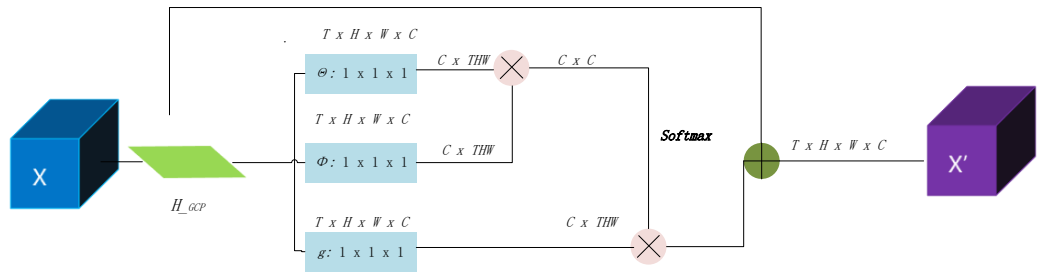 T x H x W x C
Θ: 1 x 1 x 1
C x THW
C x C
T x H x W x C
Φ: 1 x 1 x 1
C x THW
Softmax
T x H x W x C
X
H_GCP
X'
T x H x W x C
C x THW
g: 1 x 1 x 1